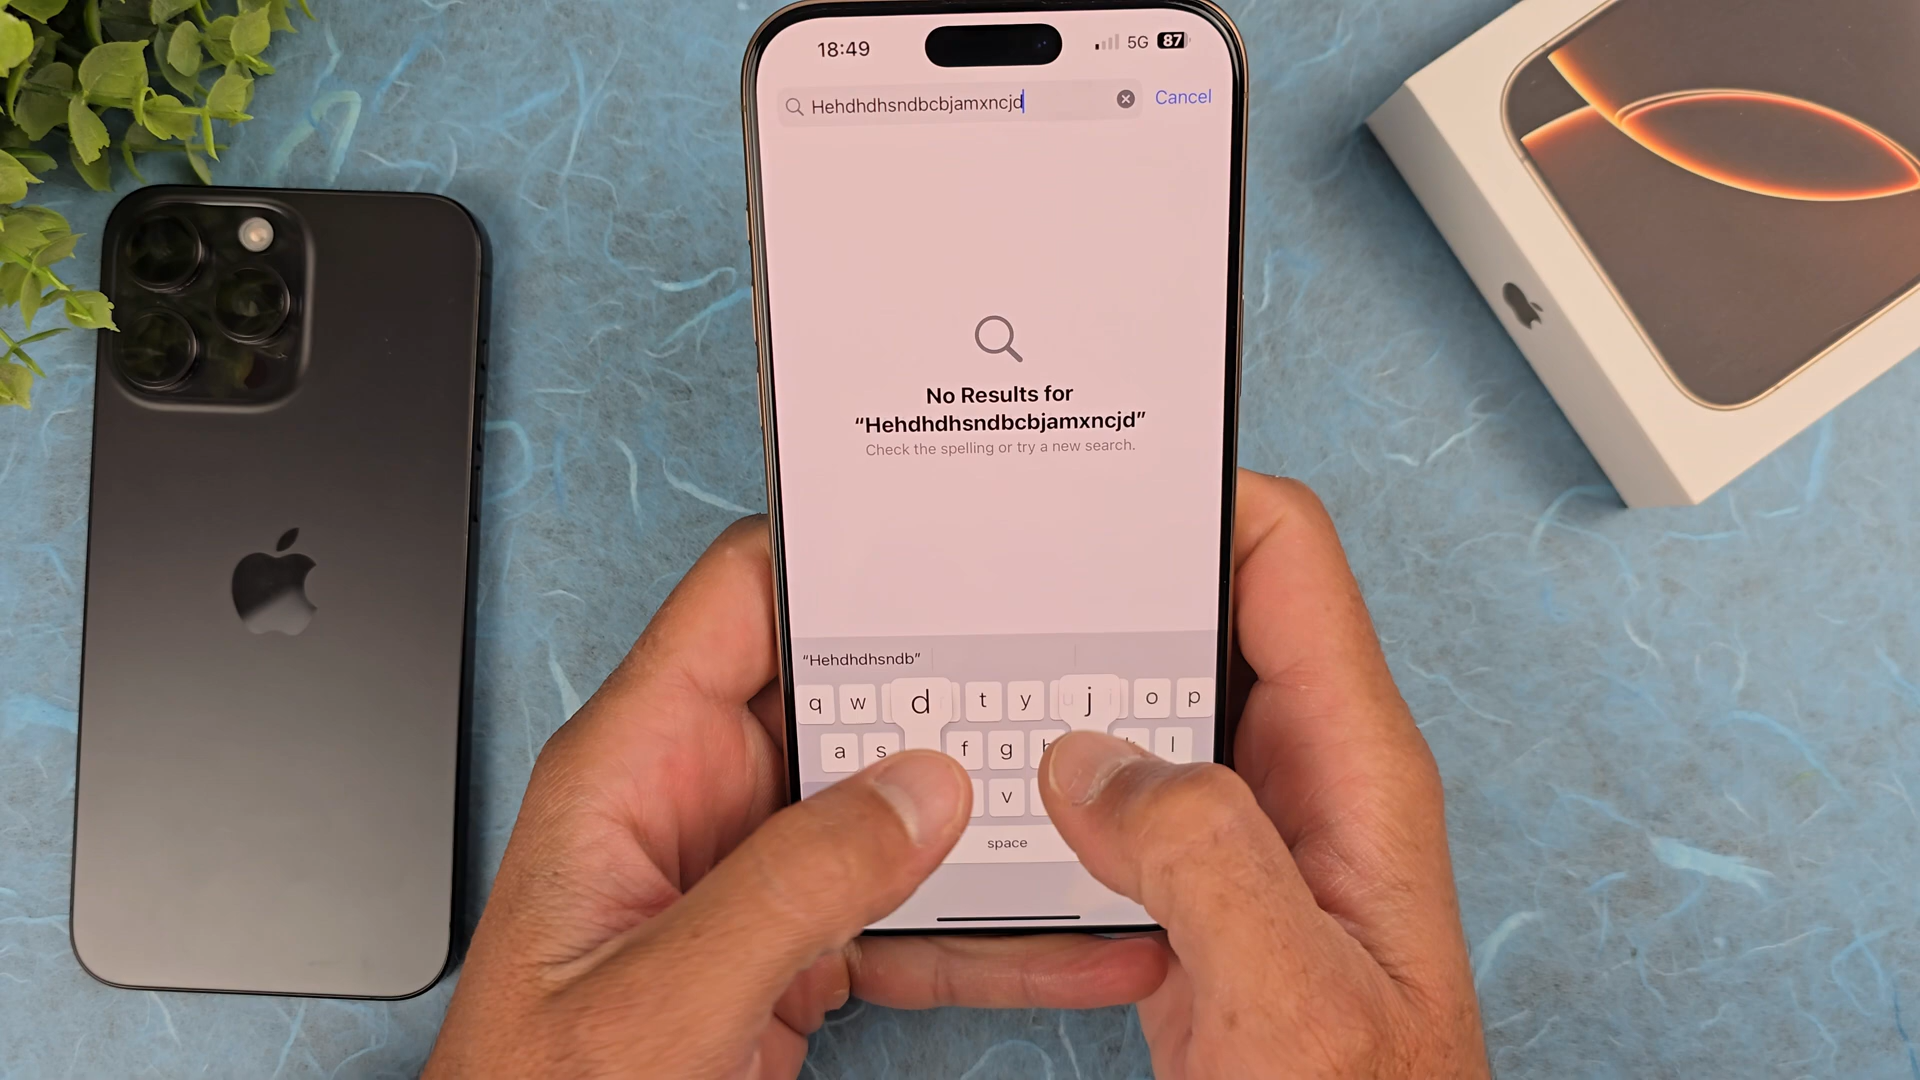 18:49
5G 87
Hehdhdhsndbcbjamxncjd
Cancel
No Results for
“Hehdhdhsndbcbjamxncjd”
Check the spelling or try a new search.
“Hehdhdhsndb”
q w d t y u j i o p
a s f g h k l
v
space